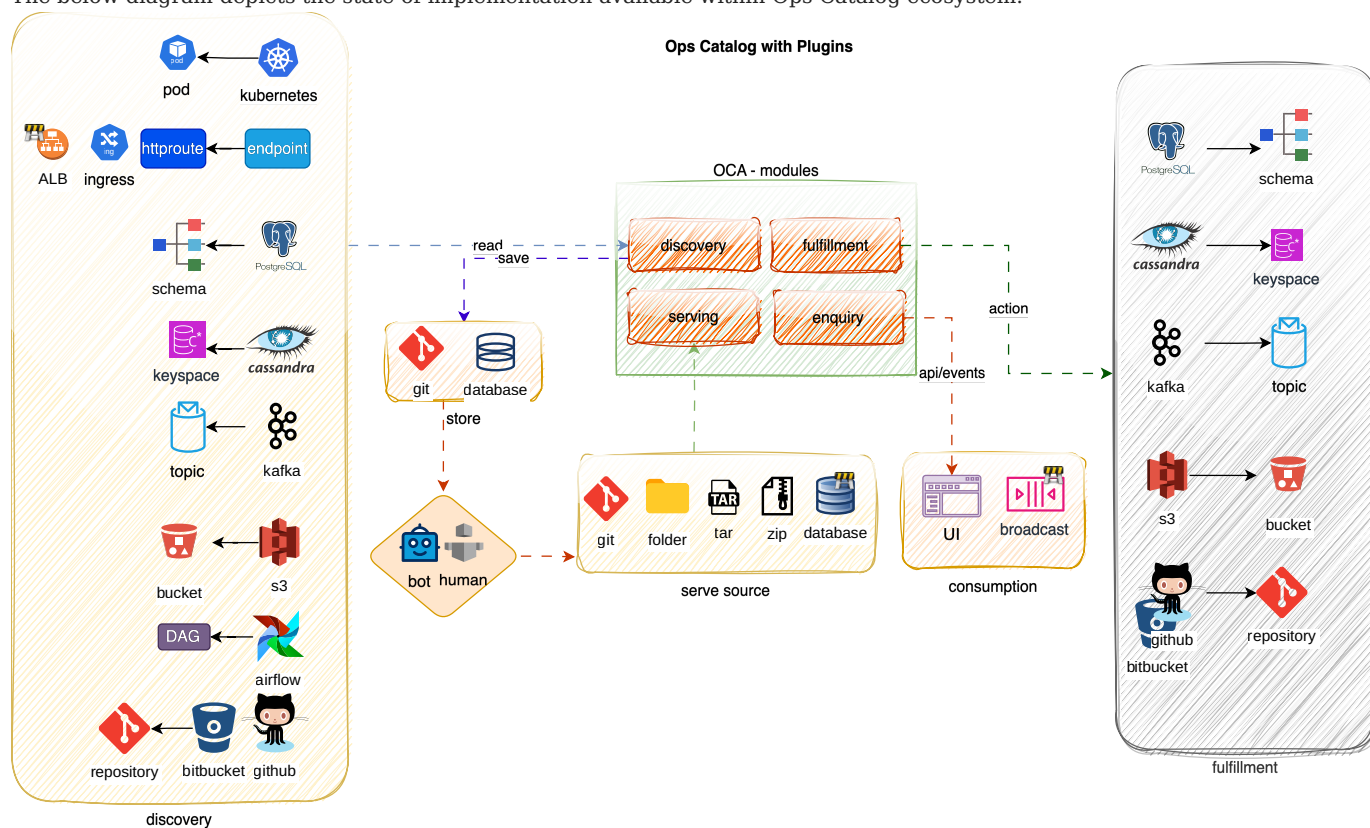 The below diagram depicts the state of implementation available within Ops Catalog ecosystem.
Ops Catalog with Plugins
pod
pod
kubernetes
ALB
ing
ingress
httproute
endpoint
schema
PostgreSQL
keyspace
cassandra
topic
kafka
bucket
s3
DAG
airflow
repository
bitbucket
github
discovery
read
save
git
database
store
bot
human
OCA - modules
discovery
fulfillment
serving
enquiry
action
api/events
git
folder
TAR
tar
zip
database
serve source
UI
broadcast
consumption
PostgreSQL
schema
cassandra
keyspace
kafka
topic
s3
bucket
github
bitbucket
repository
fulfillment